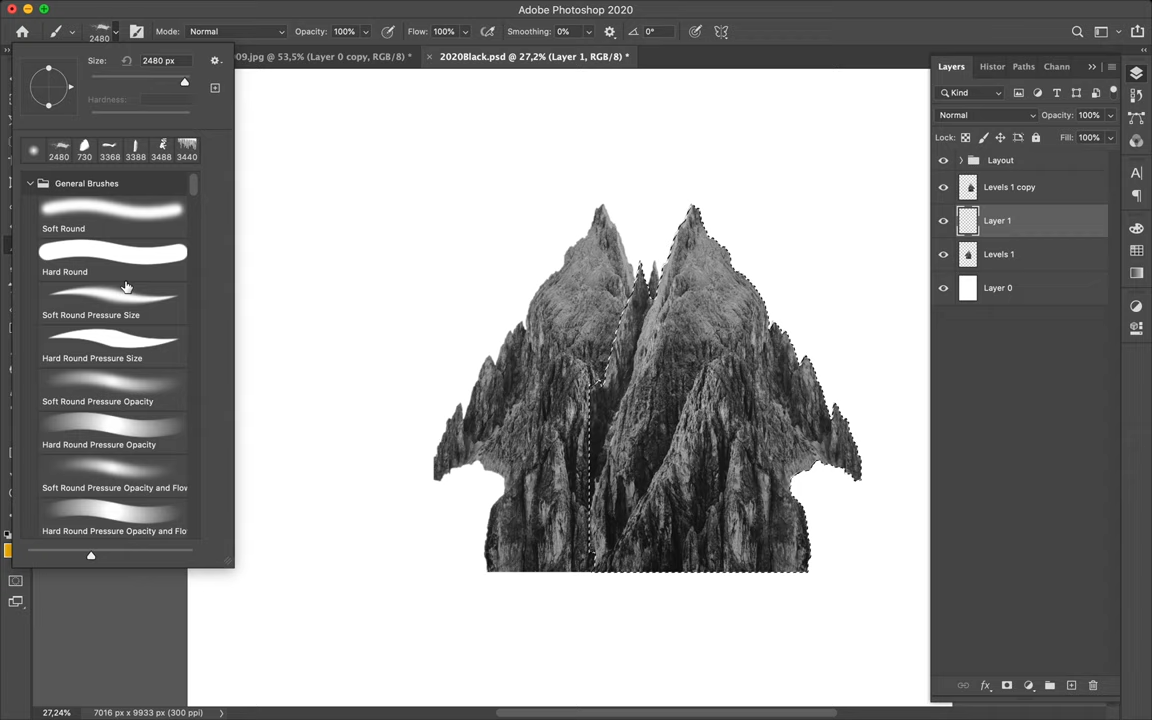 Adobe Photoshop 2020
2480
Mode: Normal Opacity: 100% Flow: 100% Smoothing: 0% 0°
09.jpg @ 53,5% (Layer 0 copy, RGB/8) * × 2020Black.psd @ 27,2% (Layer 1, RGB/8) *
Size: 2480 px
Hardness:
2480 730 3368 3388 3488 3440
General Brushes
Soft Round
Hard Round
Soft Round Pressure Size
Hard Round Pressure Size
Soft Round Pressure Opacity
Hard Round Pressure Opacity
Soft Round Pressure Opacity and Flow
Hard Round Pressure Opacity and Flo
Layers Histor Paths Chann
Kind
Normal Opacity: 100%
Lock: Fill: 100%
Layout
Levels 1 copy
Layer 1
Levels 1
Layer 0
27,24% 7016 px x 9933 px (300 ppi)